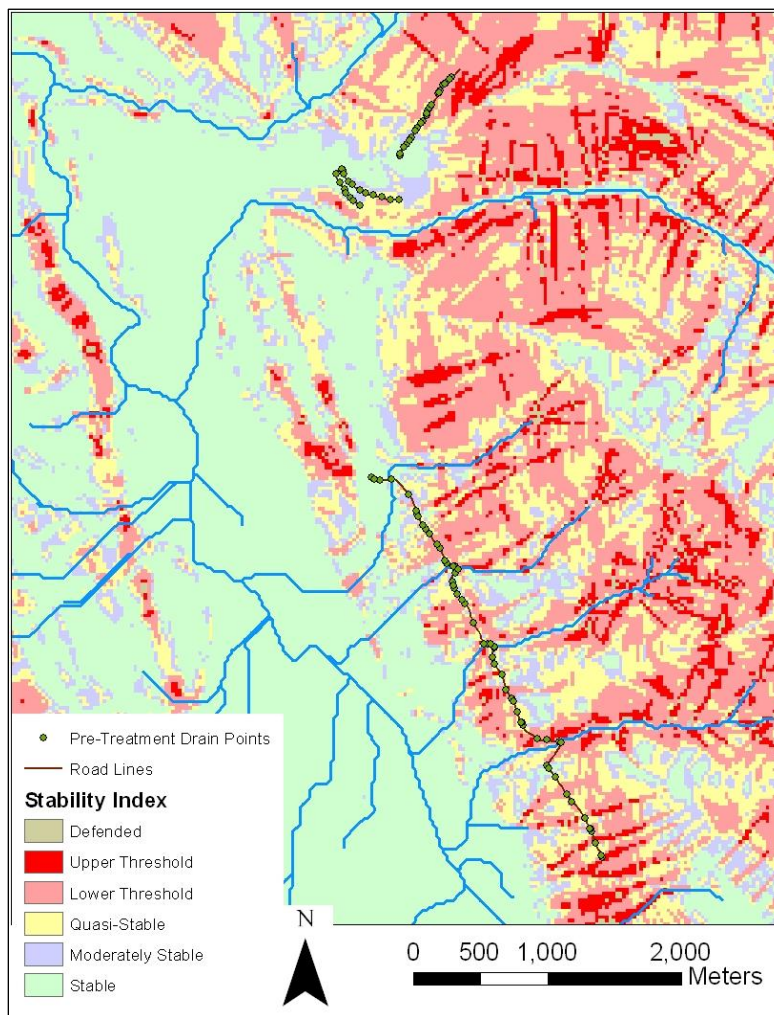 Pre-Treatment Drain Points
Road Lines
Stability Index
Defended
Upper Threshold
Lower Threshold
Quasi-Stable
Moderately Stable
Stable
N
0 500 1,000 2,000
Meters